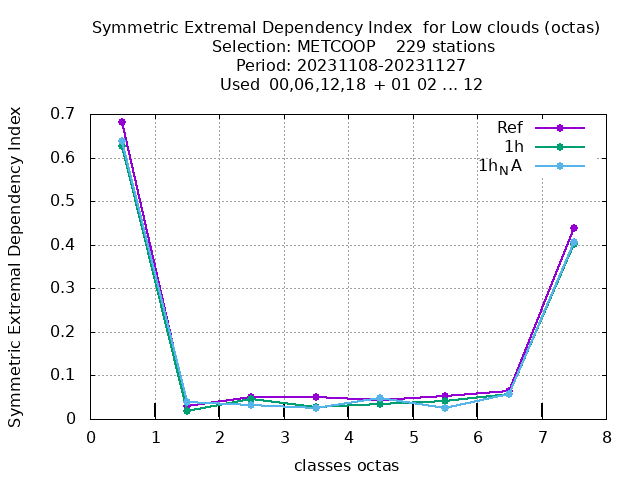 Symmetric Extremal Dependency Index  for Low clouds (octas)
Selection: METCOOP    229 stations
Period: 20231108-20231127
Used  00,06,12,18  + 01 02 ... 12
Symmetric Extremal Dependency Index
0.7
0.6
0.5
0.4
0.3
0.2
0.1
0
Ref
1h
1hNA
0 1 2 3 4 5 6 7 8
classes octas